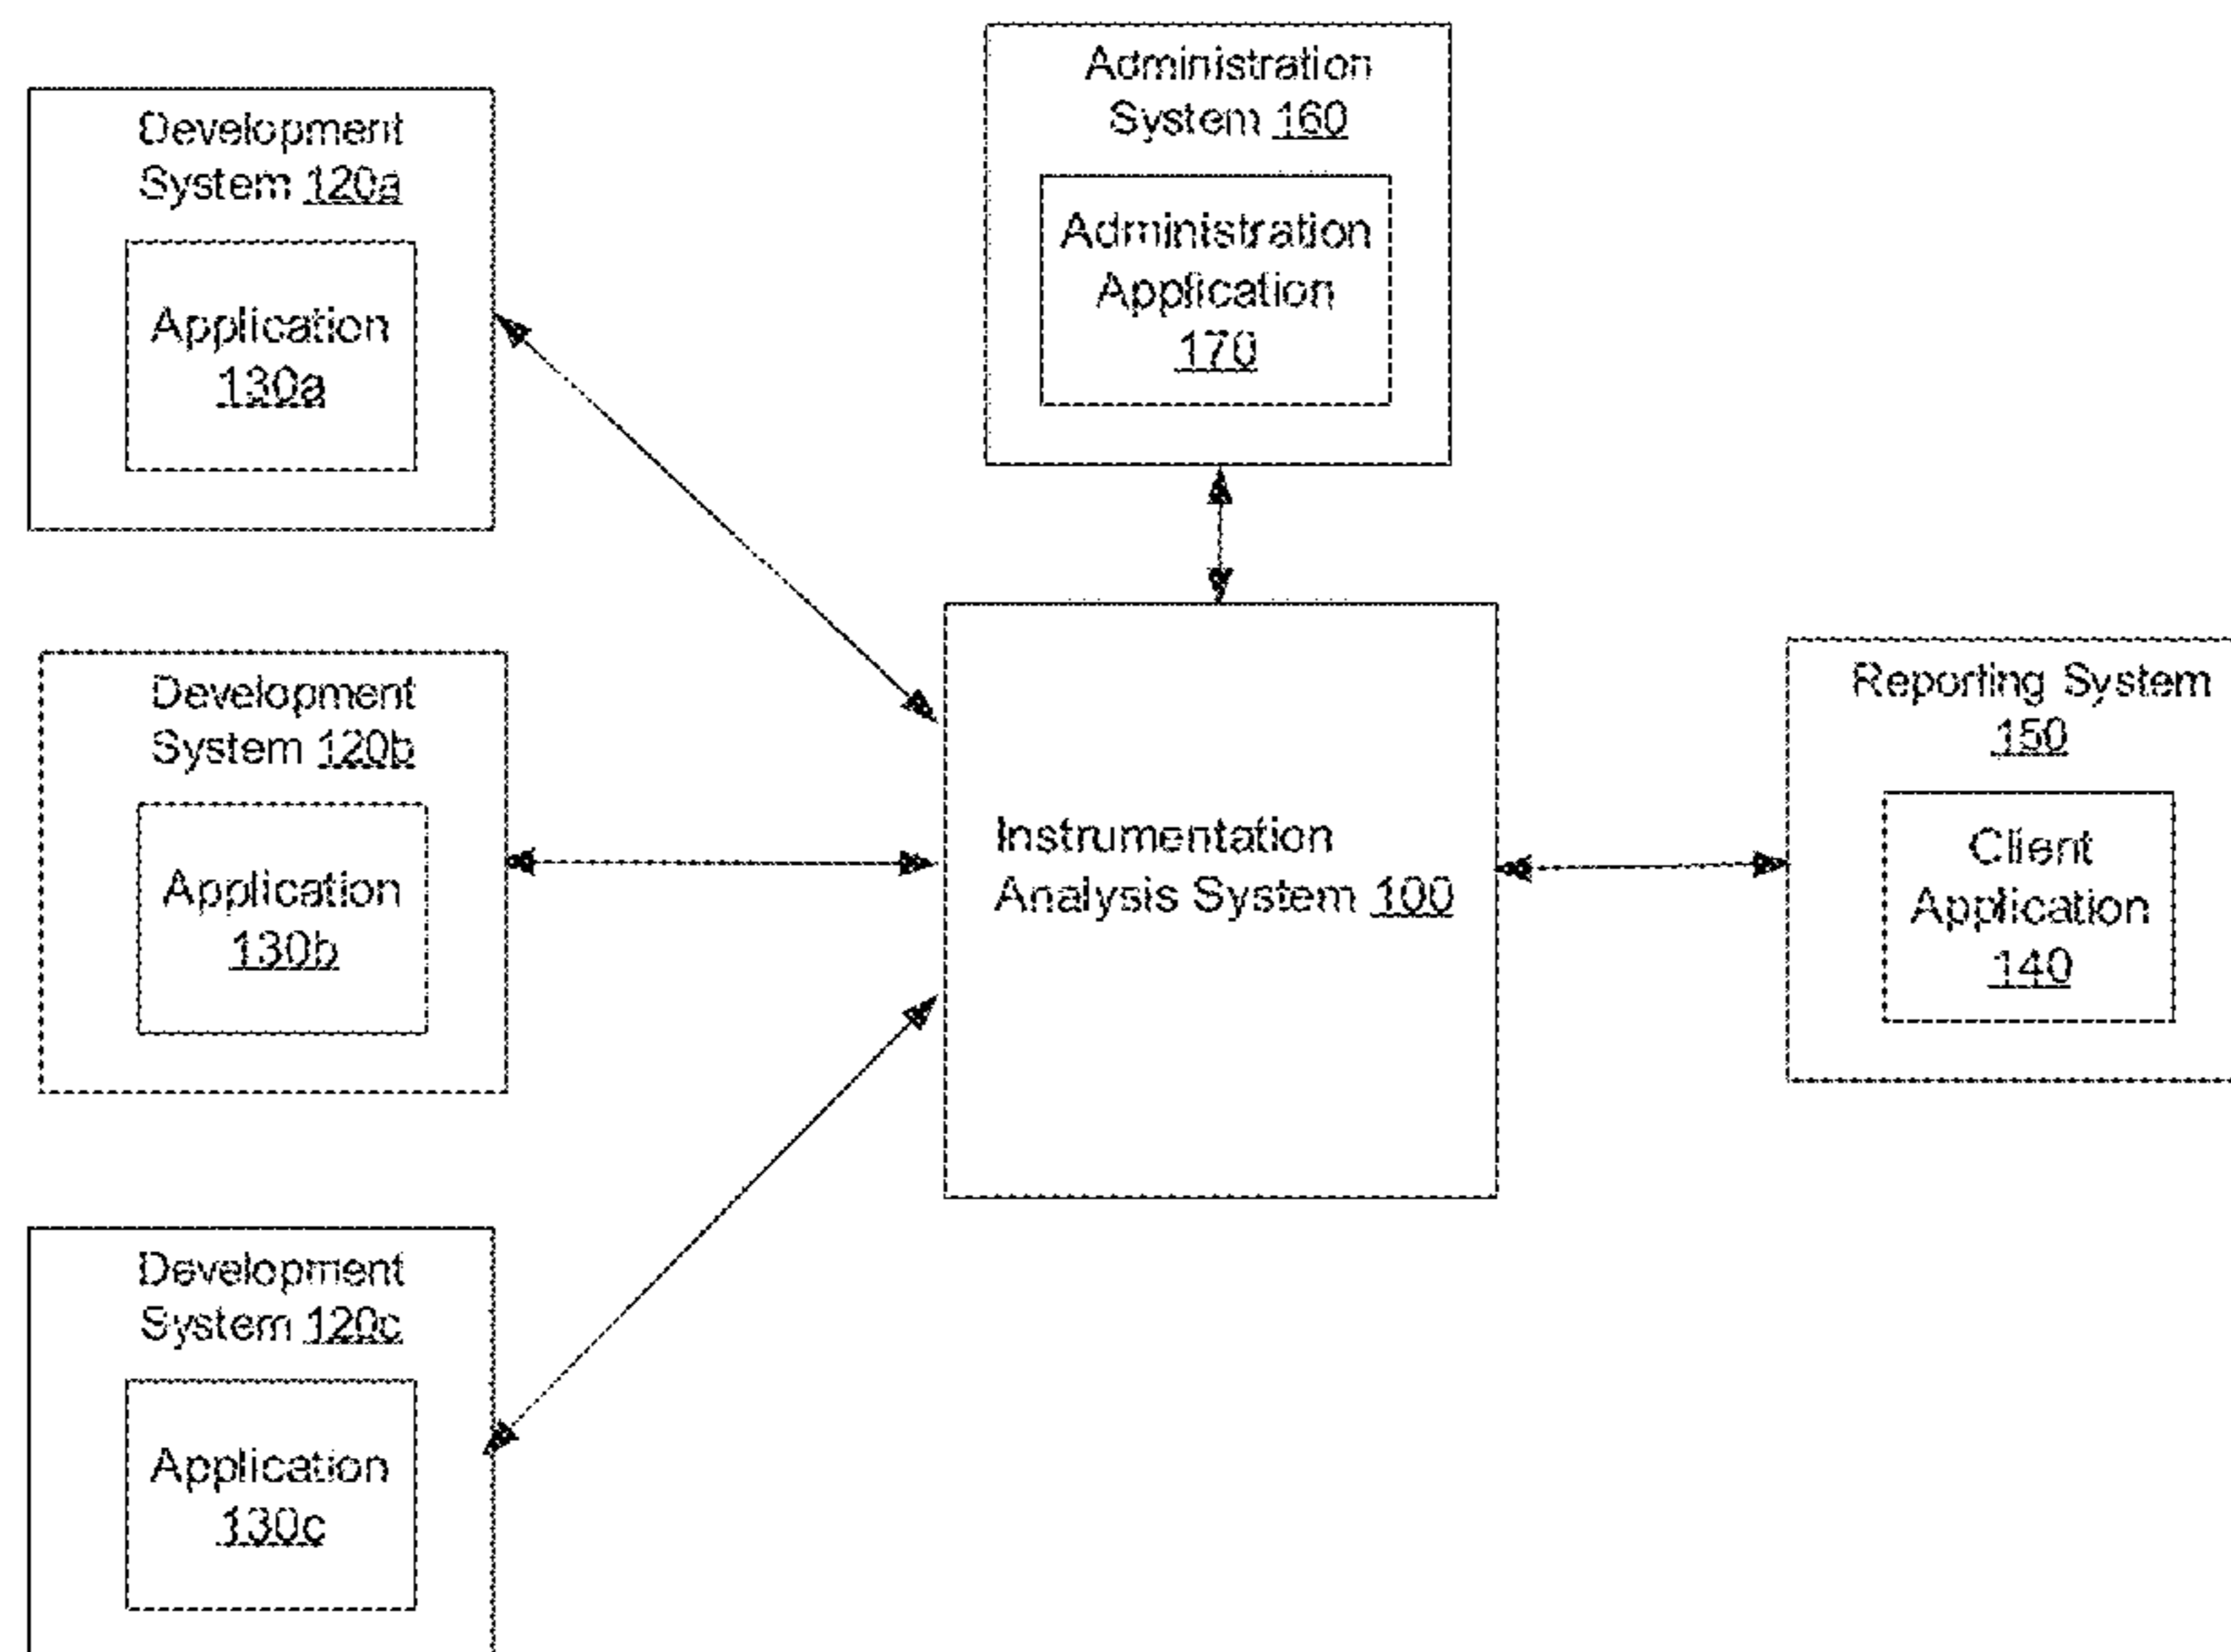 Development
System 120a
Application
130a
Administration
System 160
Administration
Application
170
Development
System 120b
Application
130b
Instrumentation
Analysis System 100
Reporting System
150
Client
Application
140
Development
System 120c
Application
130c